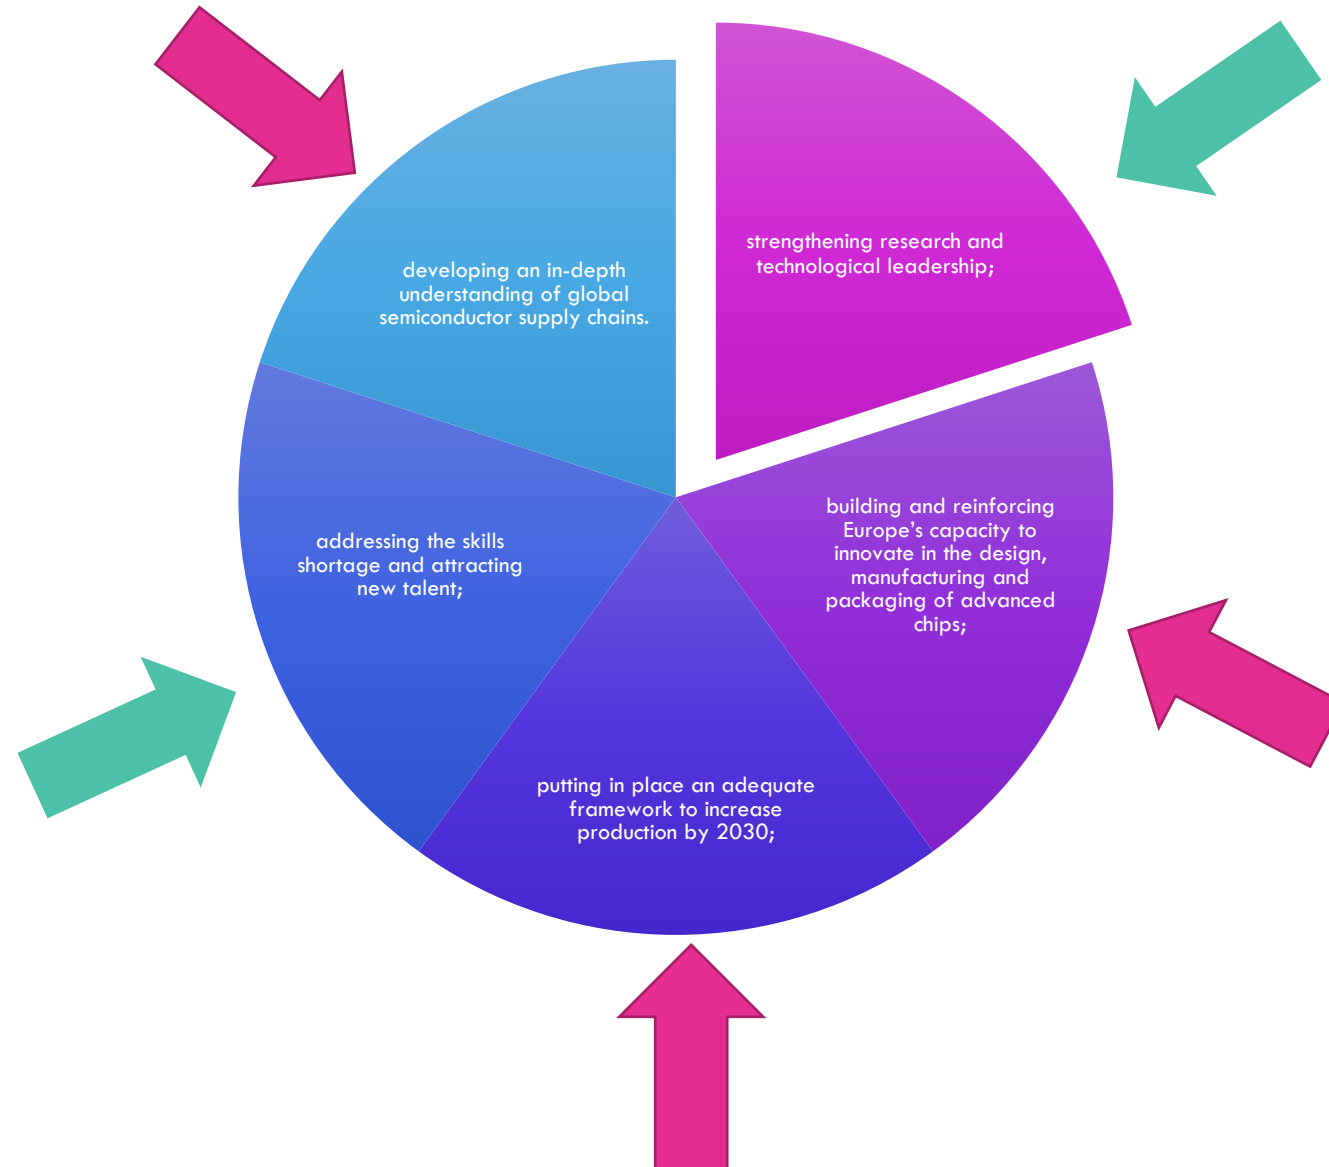 strengthening research and
technological leadership;
building and reinforcing
Europe’s capacity to
innovate in the design,
manufacturing and
packaging of advanced
chips;
putting in place an adequate
framework to increase
production by 2030;
addressing the skills
shortage and attracting
new talent;
developing an in-depth
understanding of global
semiconductor supply chains.